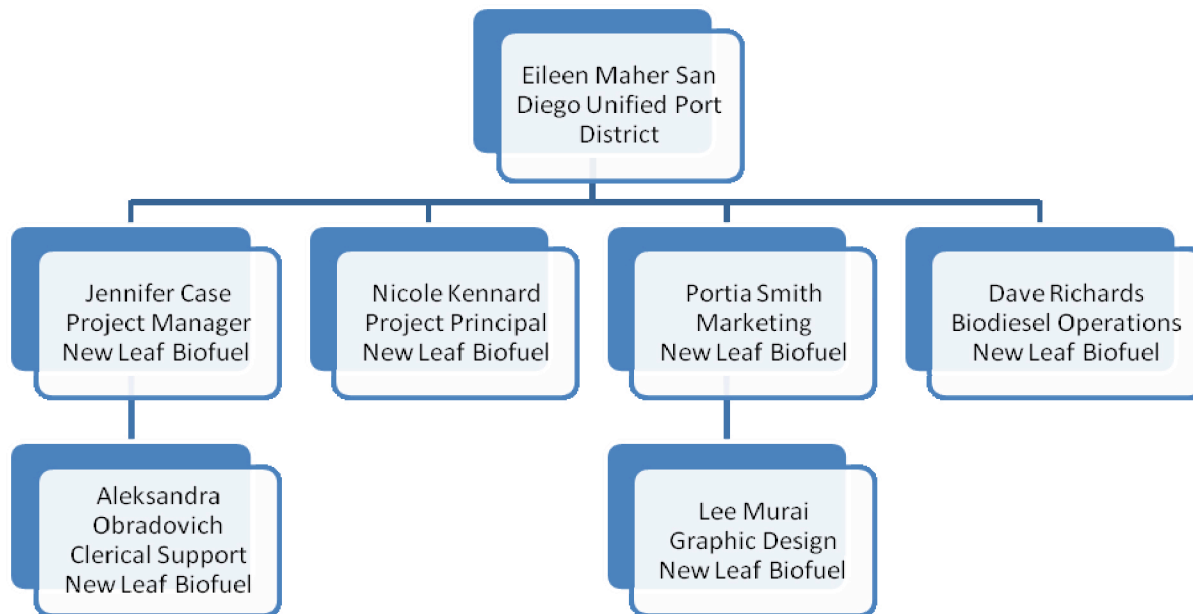 Eileen Maher San
Diego Unified Port
District
Jennifer Case
Project Manager
New Leaf Biofuel
Nicole Kennard
Project Principal
New Leaf Biofuel
Portia Smith
Marketing
New Leaf Biofuel
Dave Richards
Biodiesel Operations
New Leaf Biofuel
Aleksandra
Obradovich
Clerical Support
New Leaf Biofuel
Lee Murai
Graphic Design
New Leaf Biofuel